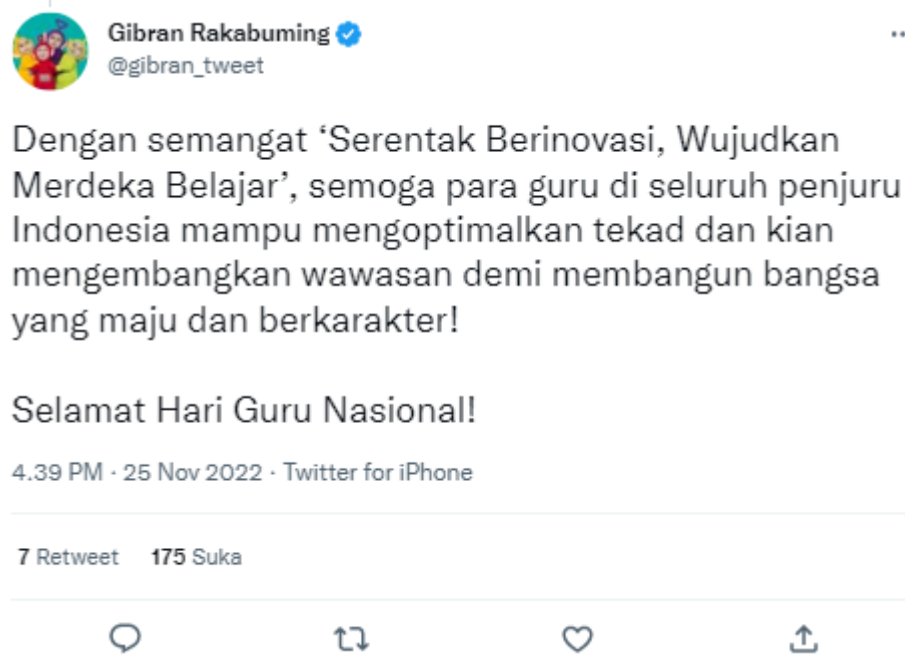 Gibran Rakabuming
@gibran_tweet
Dengan semangat ‘Serentak Berinovasi, Wujudkan
Merdeka Belajar’, semoga para guru di seluruh penjuru
Indonesia mampu mengoptimalkan tekad dan kian
mengembangkan wawasan demi membangun bangsa
yang maju dan berkarakter!
Selamat Hari Guru Nasional!
4.39 PM · 25 Nov 2022 · Twitter for iPhone
7 Retweet 175 Suka